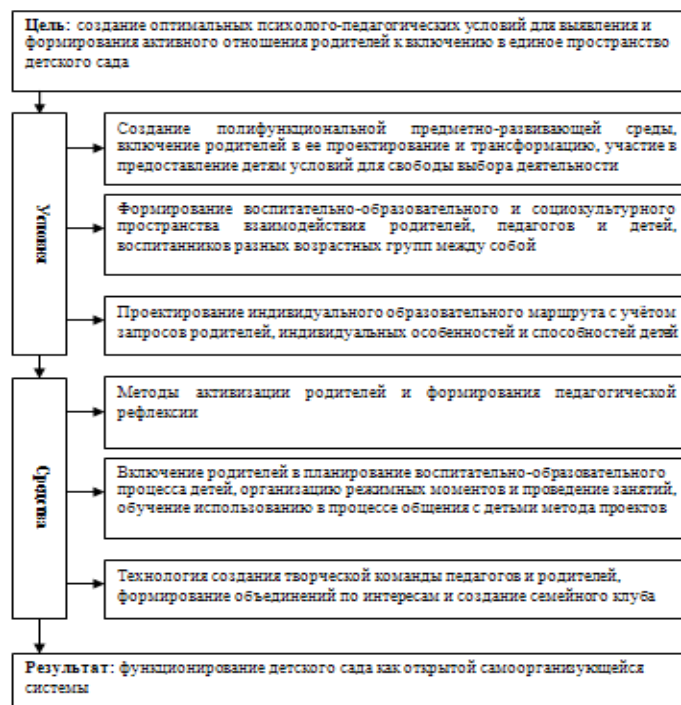 Цель: создание оптимальных психолого-педагогических условий для выявления и
формирования активного отношения родителей к включению в единое пространство
детского сада
Условия
Создание полифункциональной предметно-развивающей среды,
включение родителей в ее проектирование и трансформацию, участие в
предоставление детям условий для свободы выбора деятельности
Формирование воспитательно-образовательного и социокультурного
пространства взаимодействия родителей, педагогов и детей,
воспитанников разных возрастных групп между собой
Проектирование индивидуального образовательного маршрута с учётом
запросов родителей, индивидуальных особенностей и способностей детей
Средства
Методы активизации родителей и формирования педагогической
рефлексии
Включение родителей в планирование воспитательно-образовательного
процесса детей, организацию режимных моментов и проведение занятий,
обучение использованию в процессе общения с детьми метода проектов
Технология создания творческой команды педагогов и родителей,
формирование объединений по интересам и создание семейного клуба
Результат: функционирование детского сада как открытой самоорганизующейся
системы